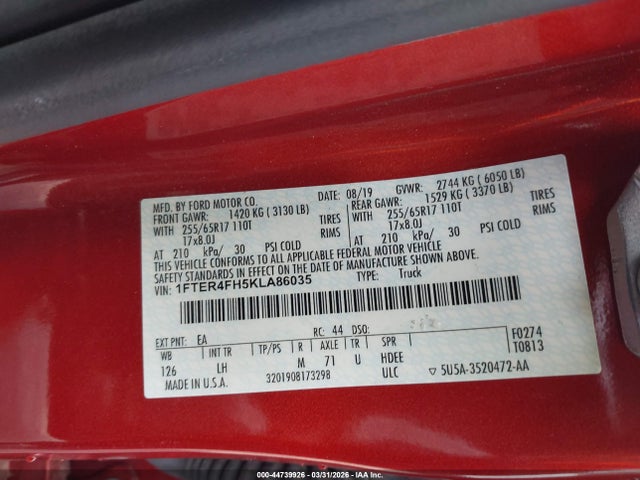 MFD. BY FORD MOTOR CO. DATE: 08/19 GVWR: 2744 KG ( 6050 LB)
FRONT GAWR: 1420 KG ( 3130 LB) REAR GAWR: 1529 KG ( 3370 LB)
WITH 255/65R17 110T TIRES WITH 255/65R17 110T TIRES
17x8.0J RIMS 17x8.0J RIMS
AT 210 kPa/ 30 PSI COLD AT 210 kPa/ 30 PSI COLD
THIS VEHICLE CONFORMS TO ALL APPLICABLE FEDERAL MOTOR VEHICLE
SAFETY STANDARDS IN EFFECT ON THE DATE OF MANUFACTURE SHOWN ABOVE.
VIN: 1FTER4FH5KLA86035 TYPE: Truck
EXT PNT: EA RC: 44 DSO:
WB INT TR TP/PS R AXLE TR SPR F0274
126 LH M 71 U HDEE T0813
MADE IN U.S.A. 3201908173298 ULC ▽ 5U5A-3520472-AA
000-44739926 - 03/31/2026 - IAA Inc.